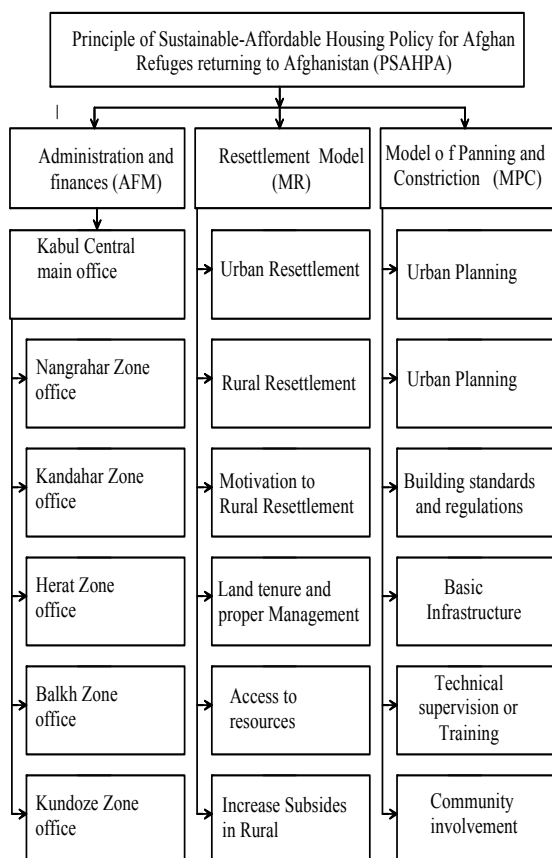 Principle of Sustainable-Affordable Housing Policy for Afghan
Refuges returning to Afghanistan (PSAHPA)
Administration and
finances (AFM)
Kabul Central
main office
Nangrahar Zone
office
Kandahar Zone
office
Herat Zone
office
Balkh Zone
office
Kundoze Zone
office
Resettlement Model
(MR)
Urban Resettlement
Rural Resettlement
Motivation to
Rural Resettlement
Land tenure and
proper Management
Access to
resources
Increase Subsides
in Rural
Model o f Panning and
Constriction (MPC)
Urban Planning
Urban Planning
Building standards
and regulations
Basic
Infrastructure
Technical
supervision or
Training
Community
involvement